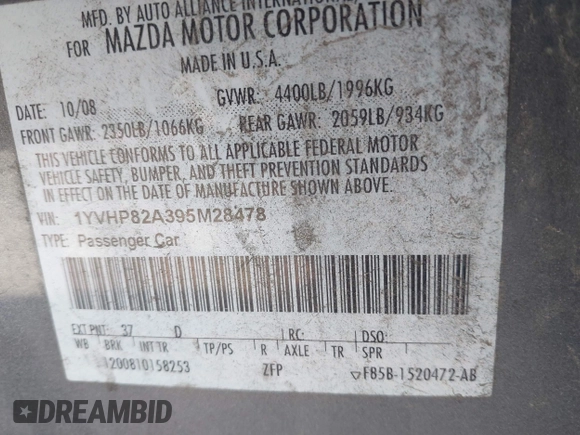 MFD. BY AUTO ALLIANCE INTERNATIONAL
FOR MAZDA MOTOR CORPORATION
MADE IN U.S.A.
DATE: 10/08 GVWR: 4400LB/1996KG
FRONT GAWR: 2350LB/1066KG REAR GAWR: 2059LB/934KG
THIS VEHICLE CONFORMS TO ALL APPLICABLE FEDERAL MOTOR
VEHICLE SAFETY, BUMPER, AND THEFT PREVENTION STANDARDS
IN EFFECT ON THE DATE OF MANUFACTURE SHOWN ABOVE.
VIN: 1YVHP82A395M28478
TYPE: Passenger Car
EXT PNT: 37 D RC: DSO:
WB BRK INT TR TP/PS R AXLE TR SPR
1200810158253 ZFP ▽F85B-1520472-AB
DREAMBID